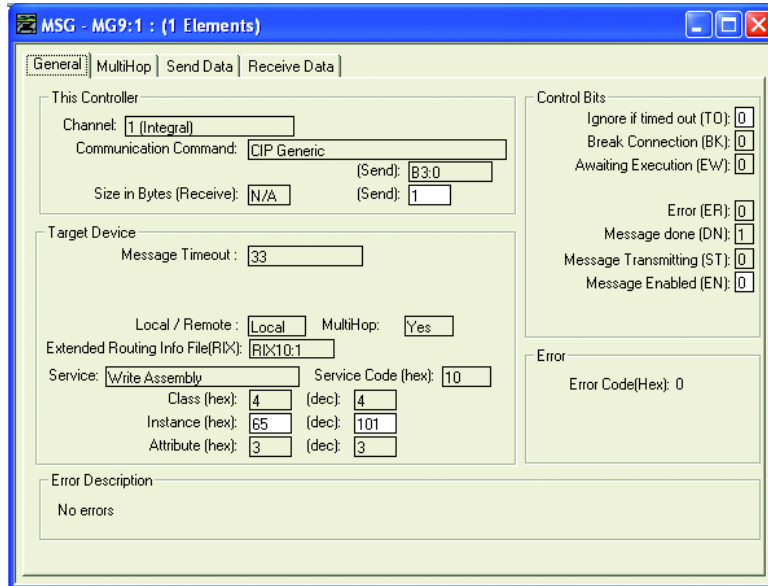 MSG - MG9:1 : (1 Elements)
General MultiHop Send Data Receive Data
This Controller
Channel: 1 (Integral)
Communication Command: CIP Generic
(Send): B3:0
Size in Bytes (Receive): N/A (Send): 1
Target Device
Message Timeout : 33
Local / Remote : Local MultiHop: Yes
Extended Routing Info File(RIX): RIX10:1
Service: Write Assembly Service Code (hex): 10
Class (hex): 4 (dec): 4
Instance (hex): 65 (dec): 101
Attribute (hex): 3 (dec): 3
Control Bits
Ignore if timed out (TO): 0
Break Connection (BK): 0
Awaiting Execution (EW): 0
Error (ER): 0
Message done (DN): 1
Message Transmitting (ST): 0
Message Enabled (EN): 0
Error
Error Code(Hex): 0
Error Description
No errors